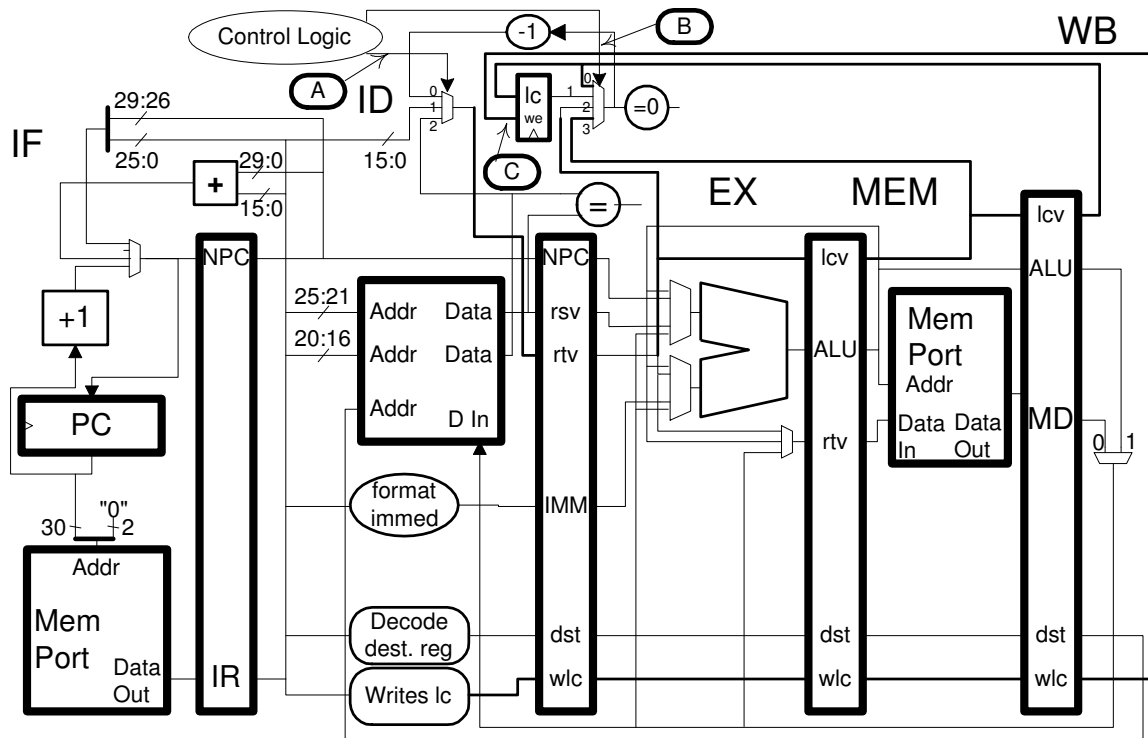 Control Logic
-1
B
WB
A
ID
0
1
2
lc
we
1
0
2
3
=0
29:26
IF
25:0
15:0
C
+
29:0
15:0
=
EX
MEM
lcv
NPC
NPC
lcv
ALU
25:21
Addr
Data
rsv
Mem
Port
+1
20:16
Addr
Data
rtv
ALU
Addr
PC
Addr
D In
rtv
Data
In
Data
Out
MD
0
1
format
immed
IMM
30
"0"
2
Addr
Mem
Port
Data
Out
IR
Decode
dest. reg
dst
dst
dst
Writes lc
wlc
wlc
wlc